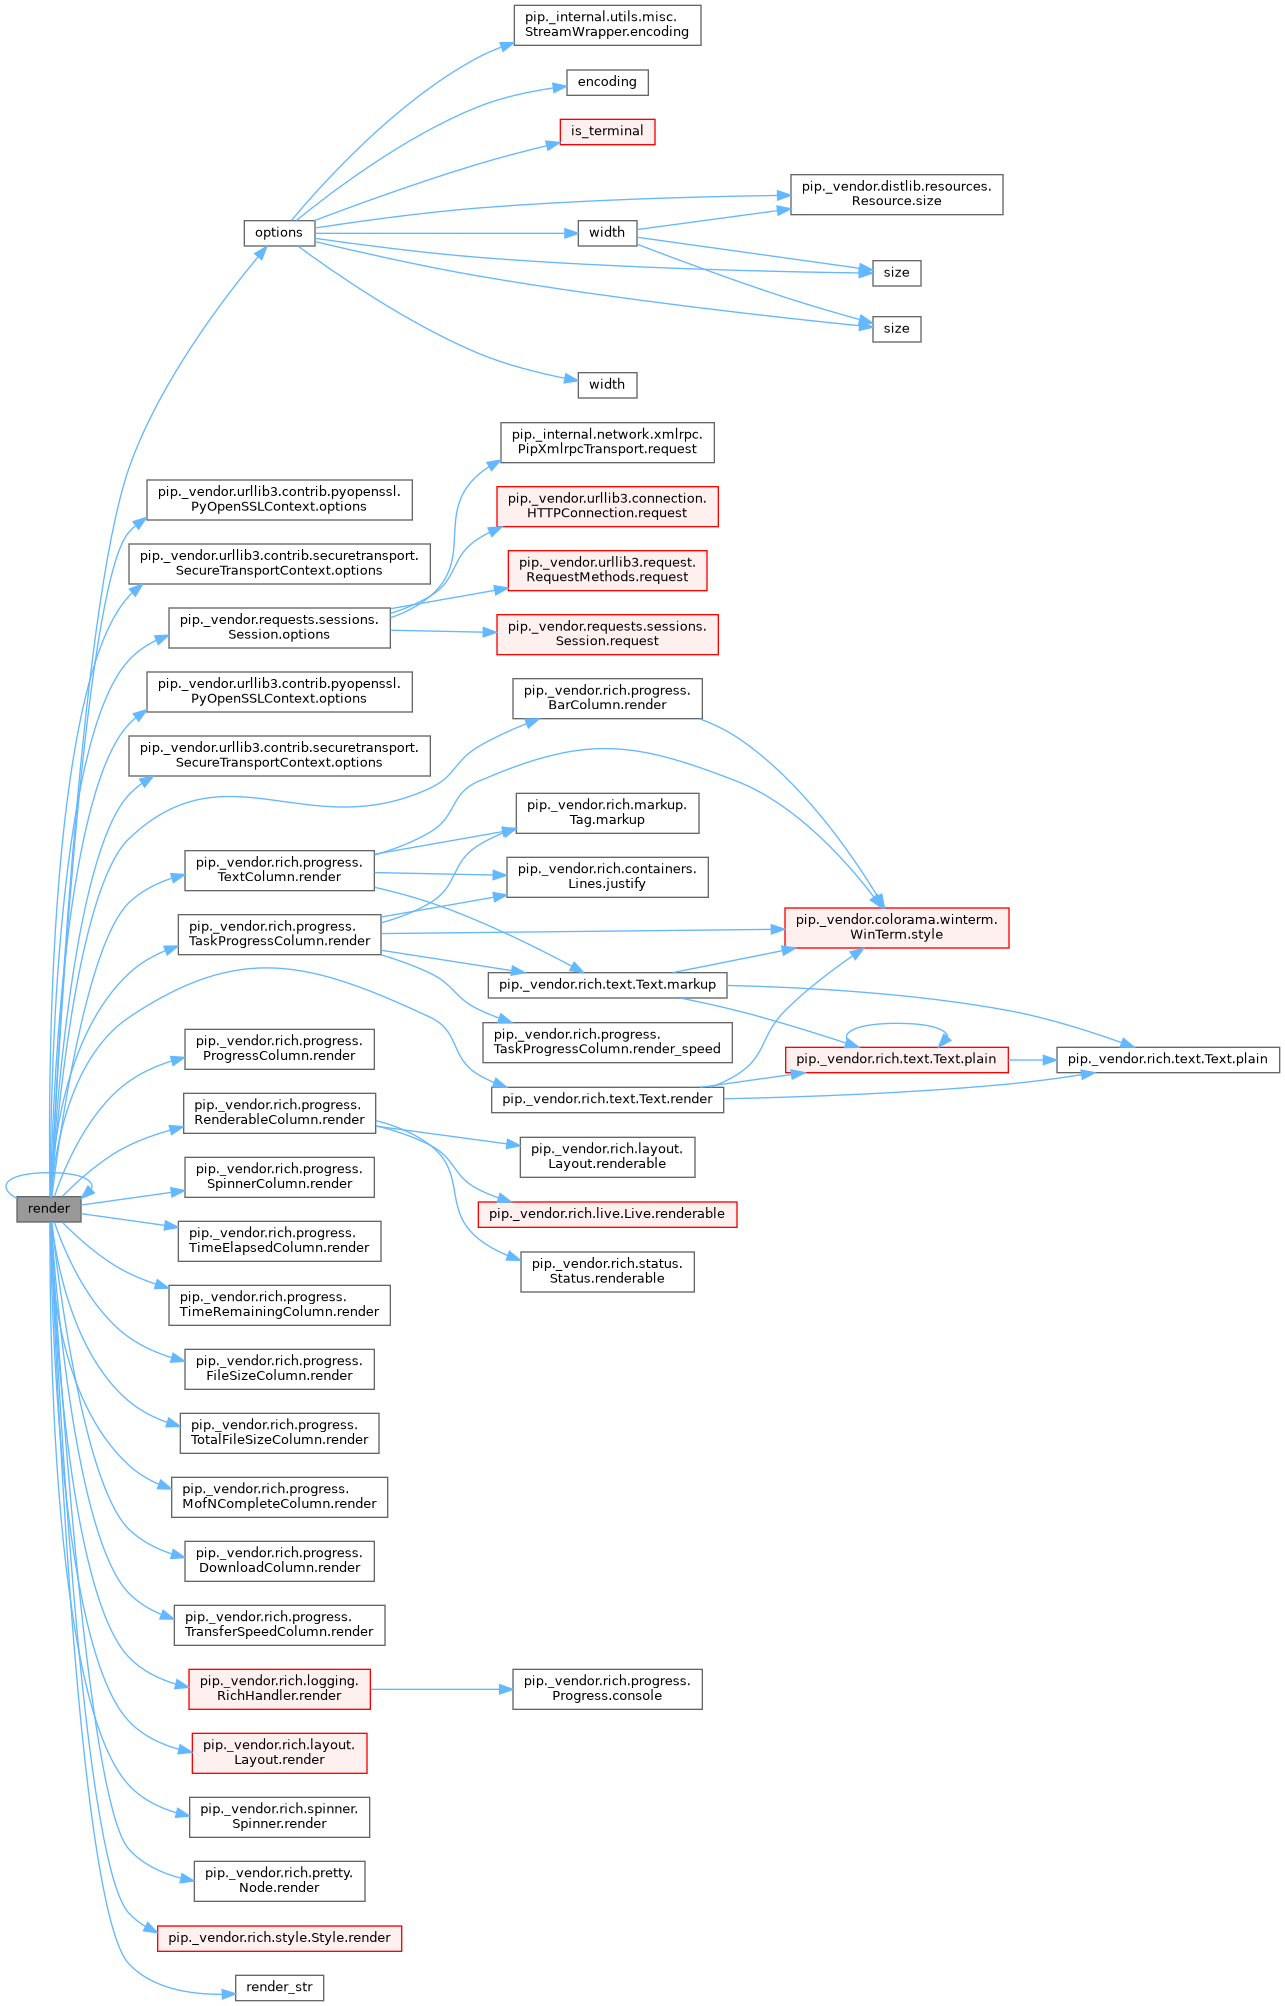 pip._internal.utils.misc.
StreamWrapper.encoding
encoding
is_terminal
pip._vendor.distlib.resources.
Resource.size
options
width
size
size
width
pip._internal.network.xmlrpc.
PipXmlrpcTransport.request
pip._vendor.urllib3.contrib.pyopenssl.
PyOpenSSLContext.options
pip._vendor.urllib3.connection.
HTTPConnection.request
pip._vendor.urllib3.contrib.securetransport.
SecureTransportContext.options
pip._vendor.urllib3.request.
RequestMethods.request
pip._vendor.requests.sessions.
Session.options
pip._vendor.requests.sessions.
Session.request
pip._vendor.urllib3.contrib.pyopenssl.
PyOpenSSLContext.options
pip._vendor.rich.progress.
BarColumn.render
pip._vendor.urllib3.contrib.securetransport.
SecureTransportContext.options
pip._vendor.rich.markup.
Tag.markup
pip._vendor.rich.progress.
TextColumn.render
pip._vendor.rich.containers.
Lines.justify
pip._vendor.rich.progress.
TaskProgressColumn.render
pip._vendor.colorama.winterm.
WinTerm.style
pip._vendor.rich.text.Text.markup
pip._vendor.rich.progress.
ProgressColumn.render
pip._vendor.rich.progress.
TaskProgressColumn.render_speed
pip._vendor.rich.text.Text.plain
pip._vendor.rich.text.Text.plain
pip._vendor.rich.text.Text.render
pip._vendor.rich.progress.
RenderableColumn.render
pip._vendor.rich.layout.
Layout.renderable
pip._vendor.rich.progress.
SpinnerColumn.render
render
pip._vendor.rich.live.Live.renderable
pip._vendor.rich.progress.
TimeElapsedColumn.render
pip._vendor.rich.status.
Status.renderable
pip._vendor.rich.progress.
TimeRemainingColumn.render
pip._vendor.rich.progress.
FileSizeColumn.render
pip._vendor.rich.progress.
TotalFileSizeColumn.render
pip._vendor.rich.progress.
MofNCompleteColumn.render
pip._vendor.rich.progress.
DownloadColumn.render
pip._vendor.rich.progress.
TransferSpeedColumn.render
pip._vendor.rich.logging.
RichHandler.render
pip._vendor.rich.progress.
Progress.console
pip._vendor.rich.layout.
Layout.render
pip._vendor.rich.spinner.
Spinner.render
pip._vendor.rich.pretty.
Node.render
pip._vendor.rich.style.Style.render
render_str